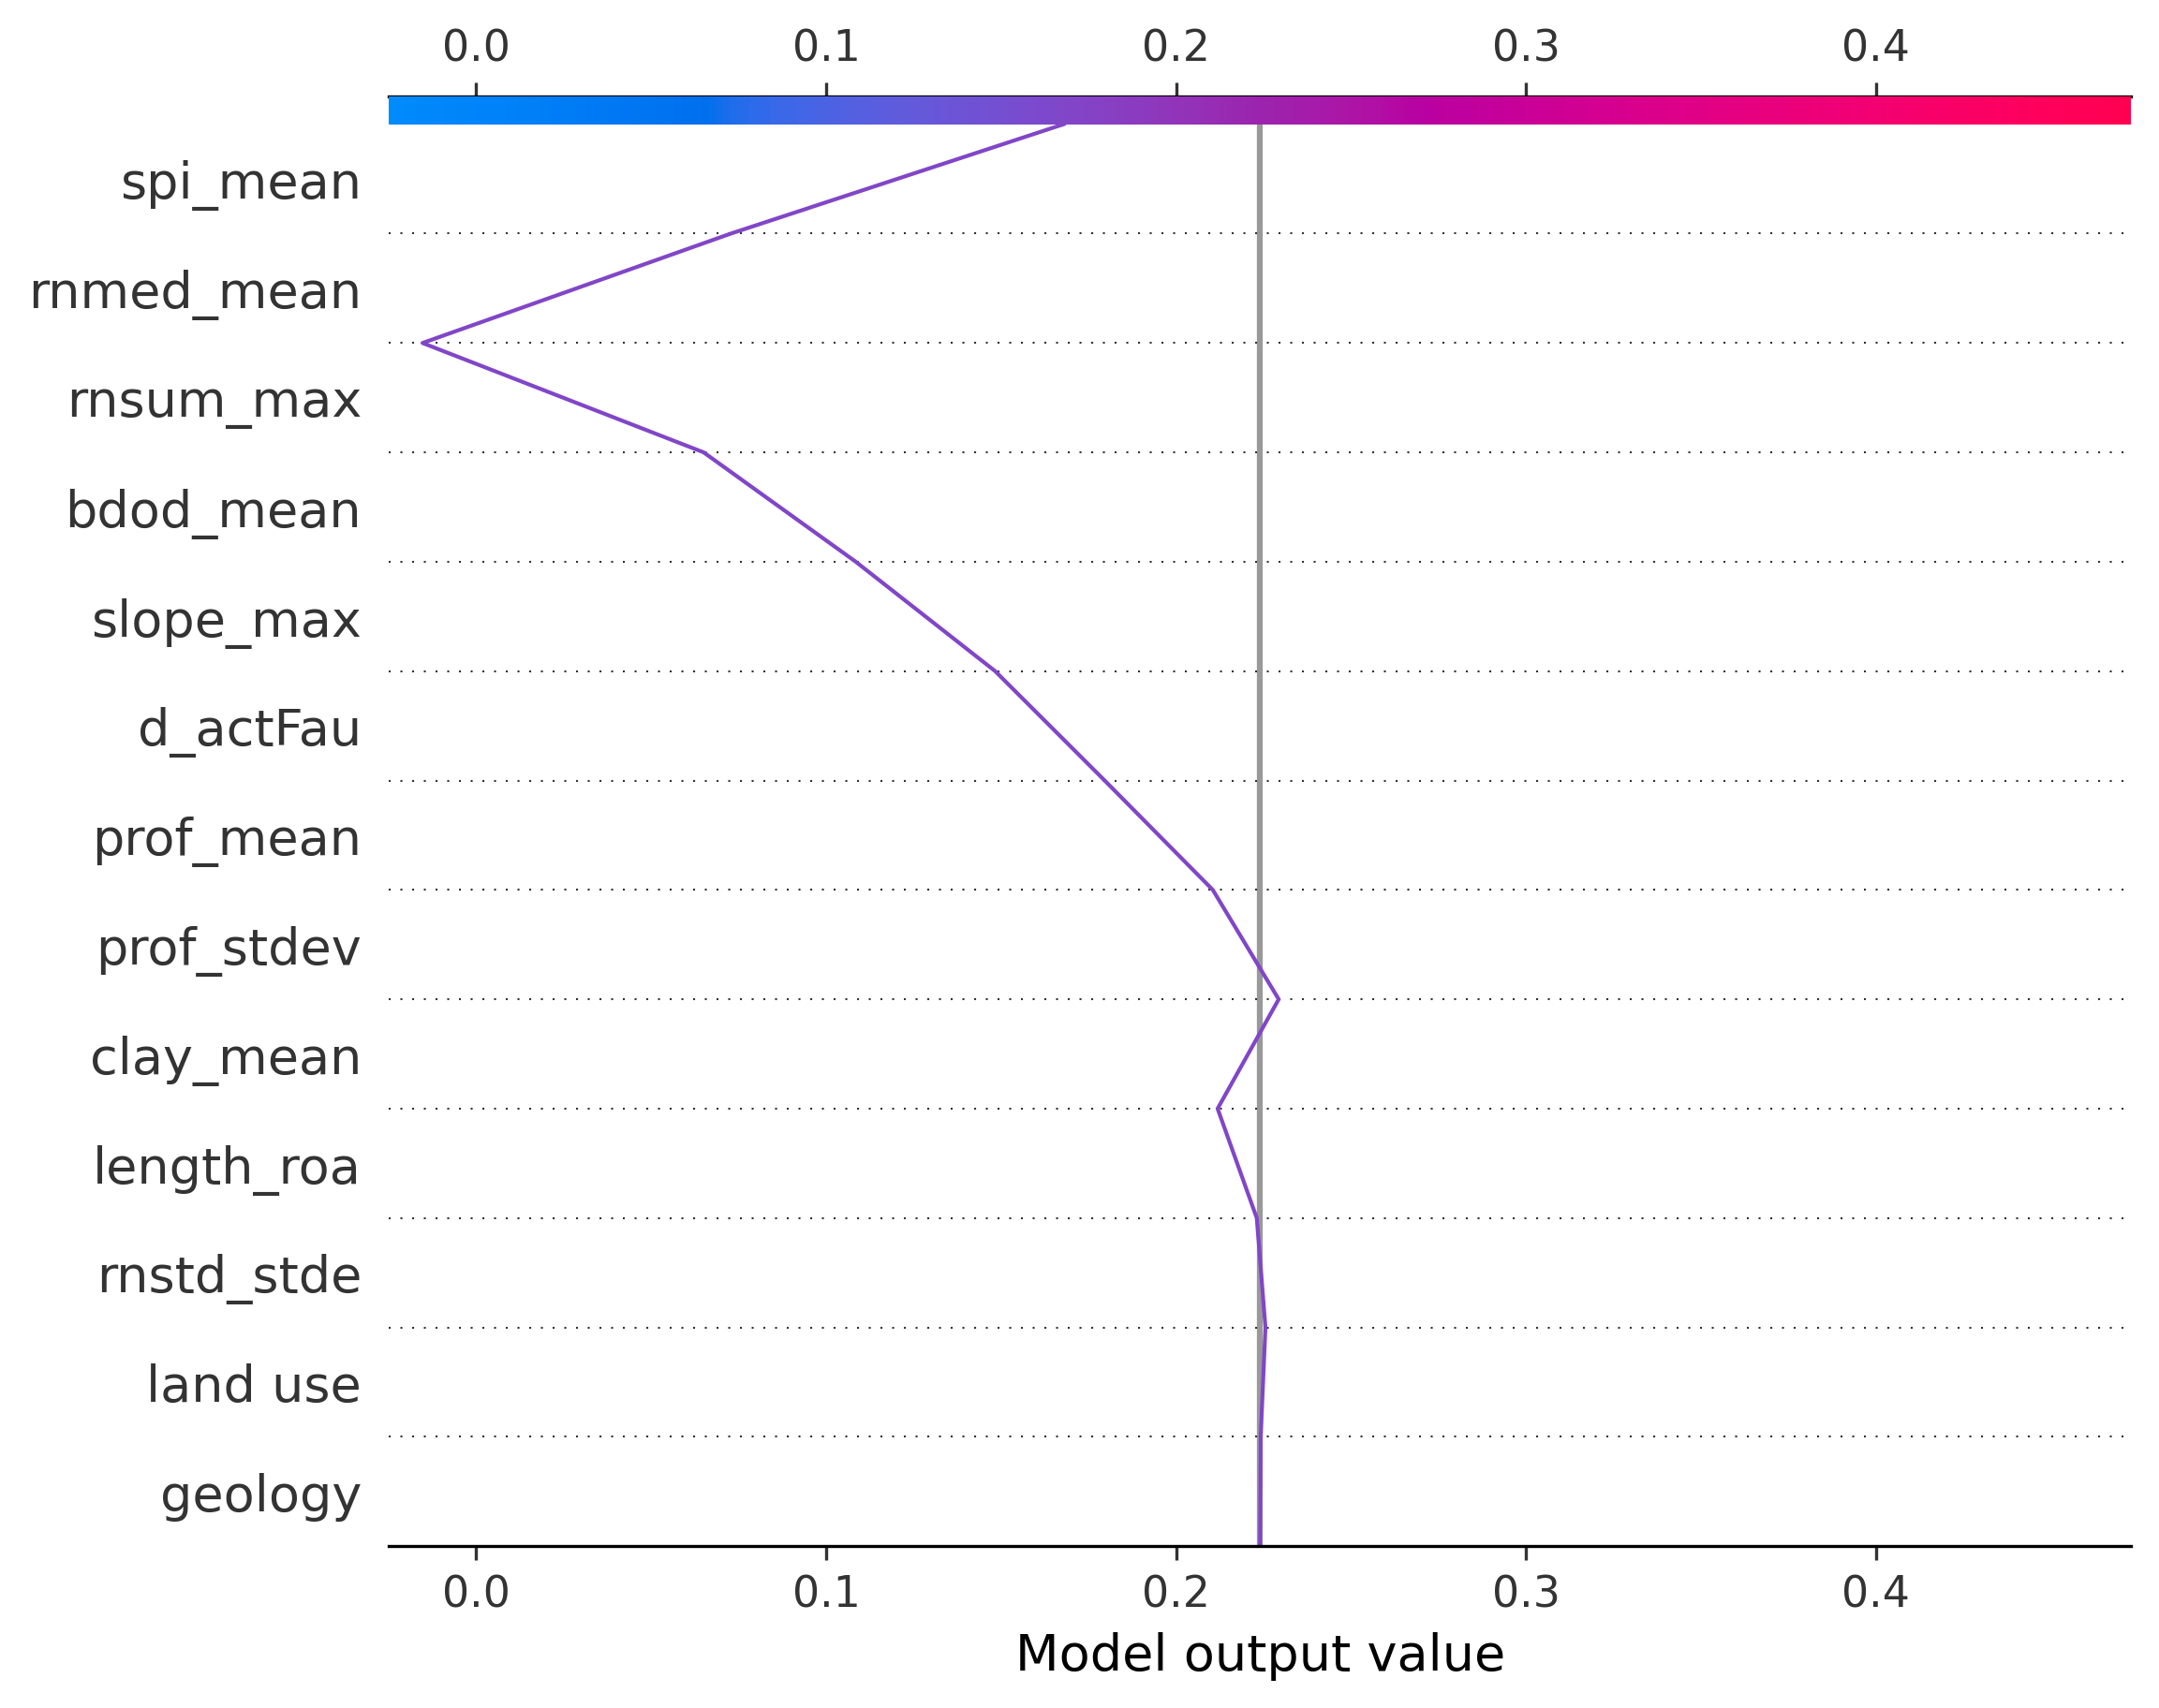 0.0 0.1 0.2 0.3 0.4
spi_mean
rnmed_mean
rnsum_max
bdod_mean
slope_max
d_actFau
prof_mean
prof_stdev
clay_mean
length_roa
rnstd_stde
land use
geology
0.0 0.1 0.2 0.3 0.4
Model output value